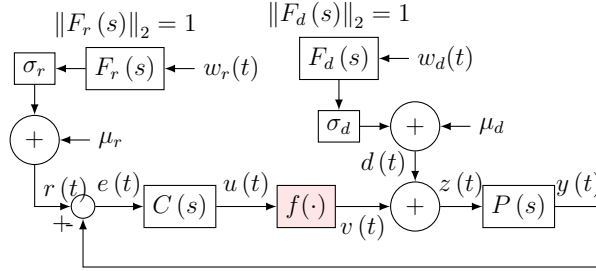 ‖F_r (s)‖_2 = 1
‖F_d (s)‖_2 = 1
σ_r
F_r (s)
w_r(t)
F_d (s)
w_d(t)
+
μ_r
σ_d
+
μ_d
d (t)
r (t)
e (t)
C (s)
u (t)
f(·)
v (t)
+
z (t)
P (s)
y (t)
+
-